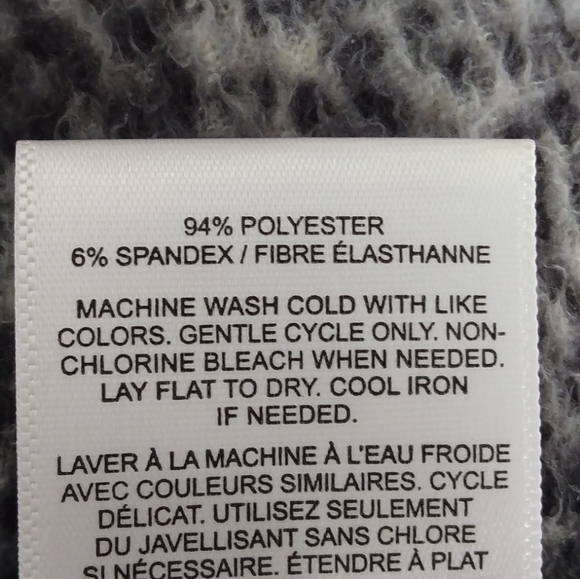 94% POLYESTER
6% SPANDEX / FIBRE ÉLASTHANNE
MACHINE WASH COLD WITH LIKE
COLORS. GENTLE CYCLE ONLY. NON-
CHLORINE BLEACH WHEN NEEDED.
LAY FLAT TO DRY. COOL IRON
IF NEEDED.
LAVER À LA MACHINE À L'EAU FROIDE
AVEC COULEURS SIMILAIRES. CYCLE
DÉLICAT. UTILISEZ SEULEMENT
DU JAVELLISANT SANS CHLORE
SI NÉCESSAIRE. ÉTENDRE À PLAT